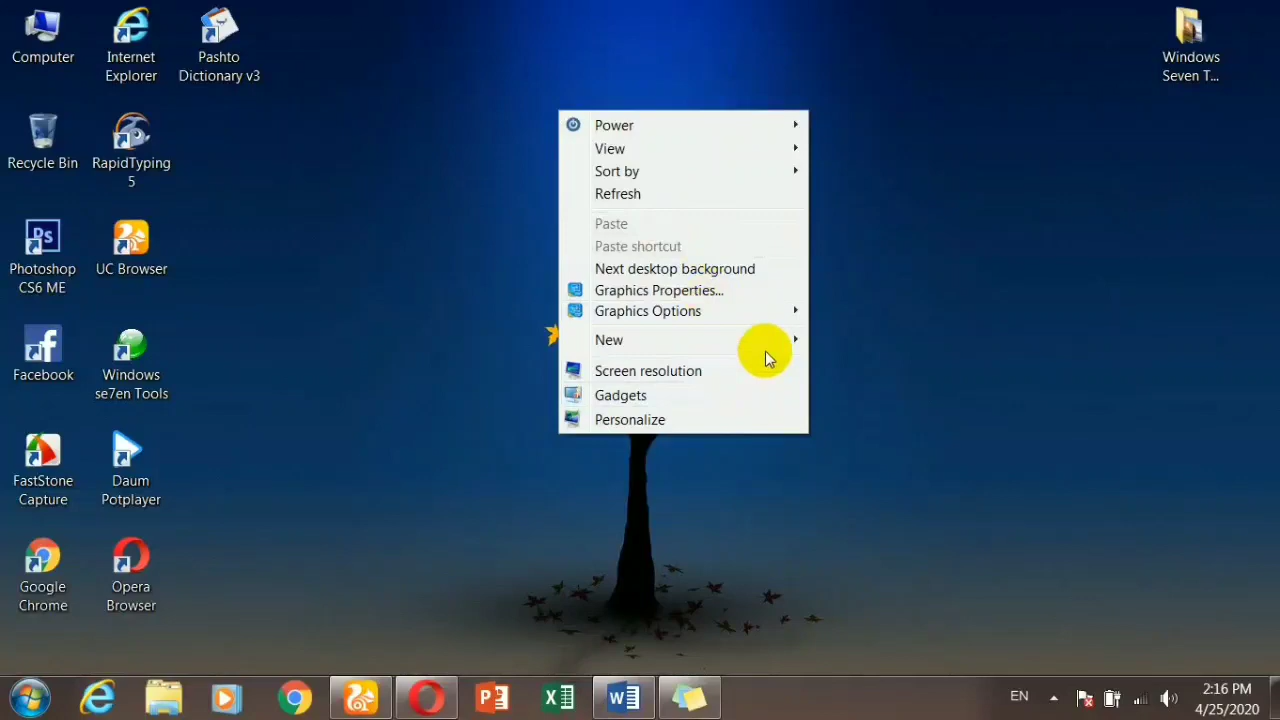 Computer
Internet
Explorer
Pashto
Dictionary v3
Windows
Seven T...
Recycle Bin
RapidTyping
5
Photoshop
CS6 ME
UC Browser
Facebook
Windows
se7en Tools
FastStone
Capture
Daum
Potplayer
Google
Chrome
Opera
Browser
Power
View
Sort by
Refresh
Paste
Paste shortcut
Next desktop background
Graphics Properties...
Graphics Options
New
Screen resolution
Gadgets
Personalize
EN
2:16 PM
4/25/2020